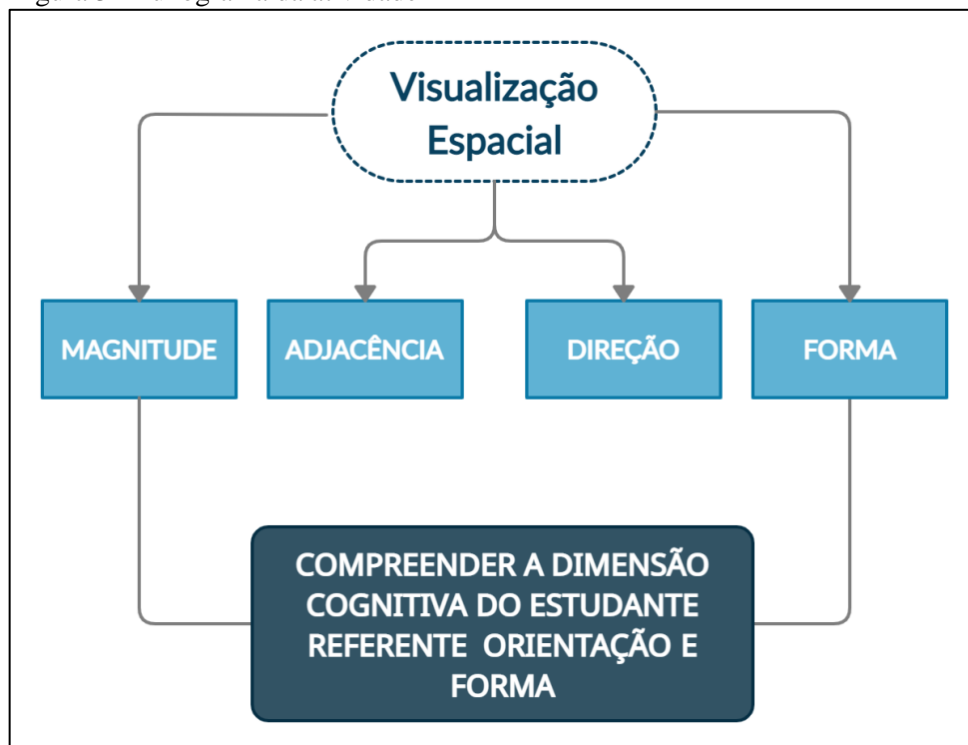 Visualização
Espacial
MAGNITUDE
ADJACÊNCIA
DIREÇÃO
FORMA
COMPREENDER A DIMENSÃO
COGNITIVA DO ESTUDANTE
REFERENTE ORIENTAÇÃO E
FORMA